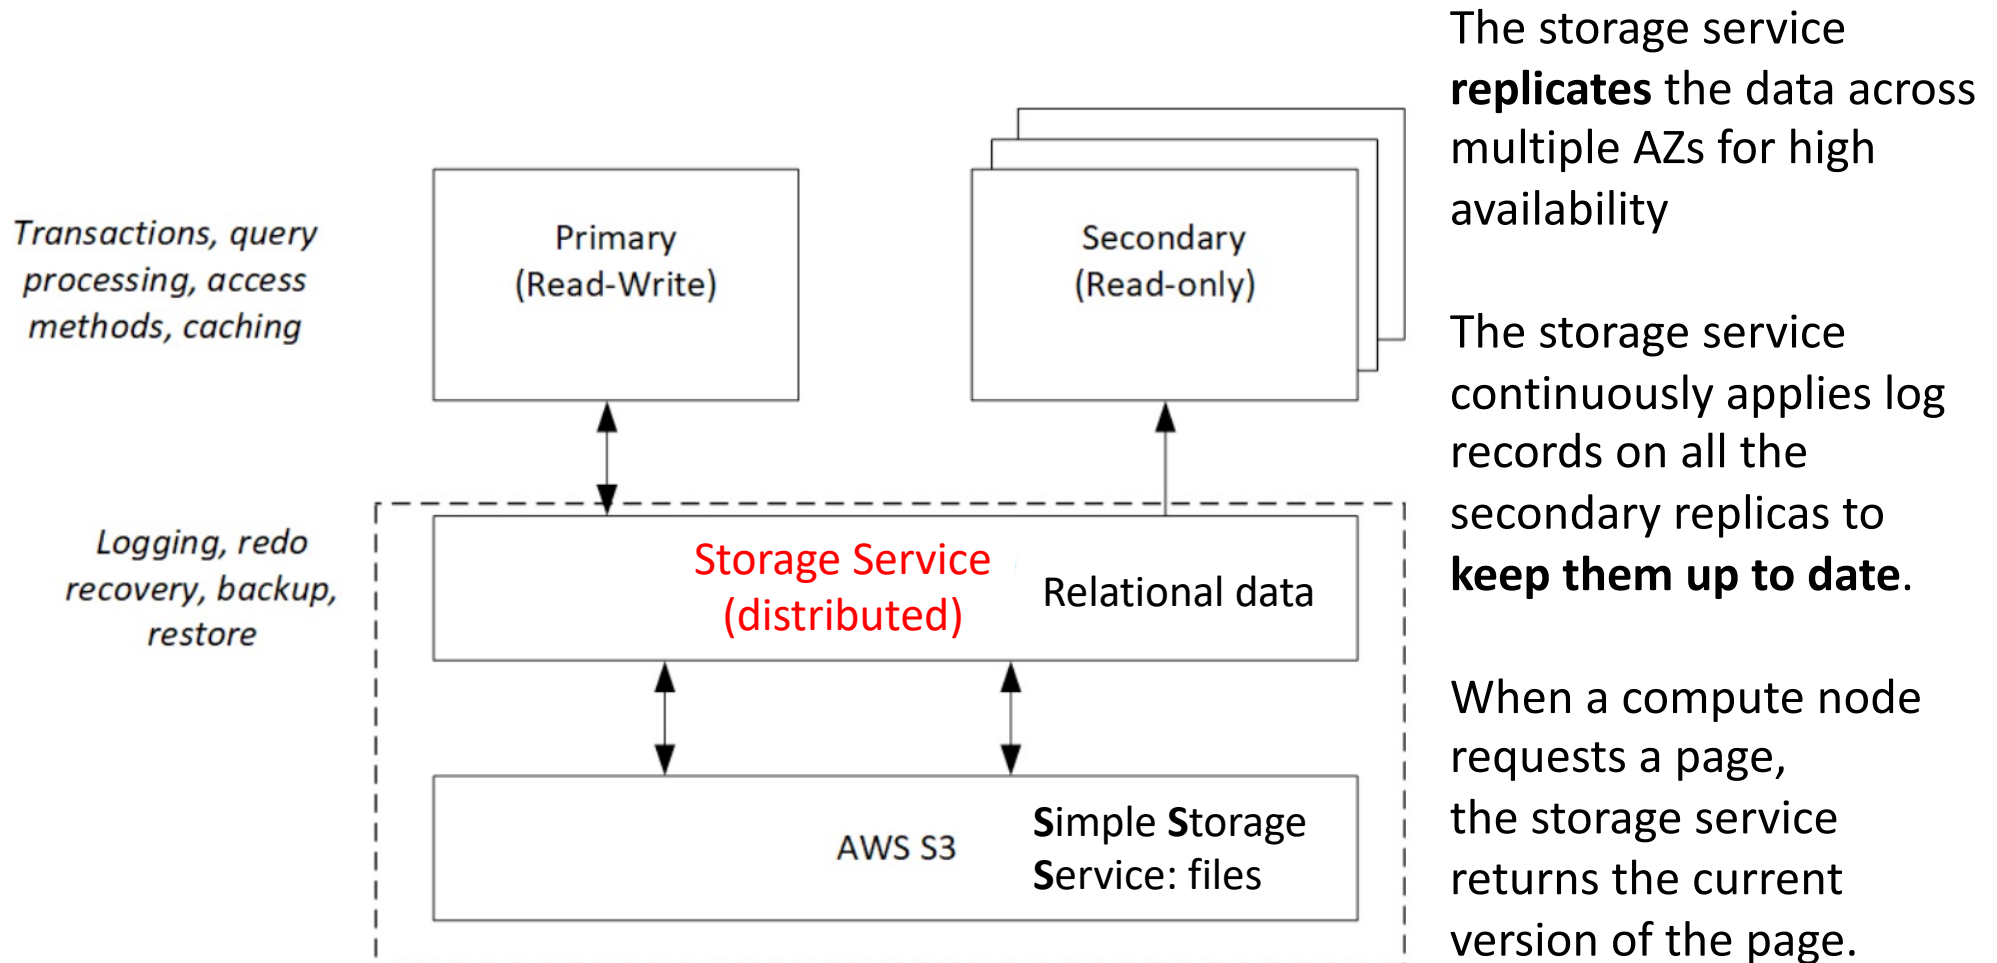 Transactions, query
processing, access
methods, caching
Primary
(Read-Write)
Secondary
(Read-only)
Logging, redo
recovery, backup,
restore
Storage Service
(distributed)
Relational data
AWS S3
Simple Storage
Service: files
The storage service
replicates the data across
multiple AZs for high
availability
The storage service
continuously applies log
records on all the
secondary replicas to
keep them up to date.
When a compute node
requests a page,
the storage service
returns the current
version of the page.